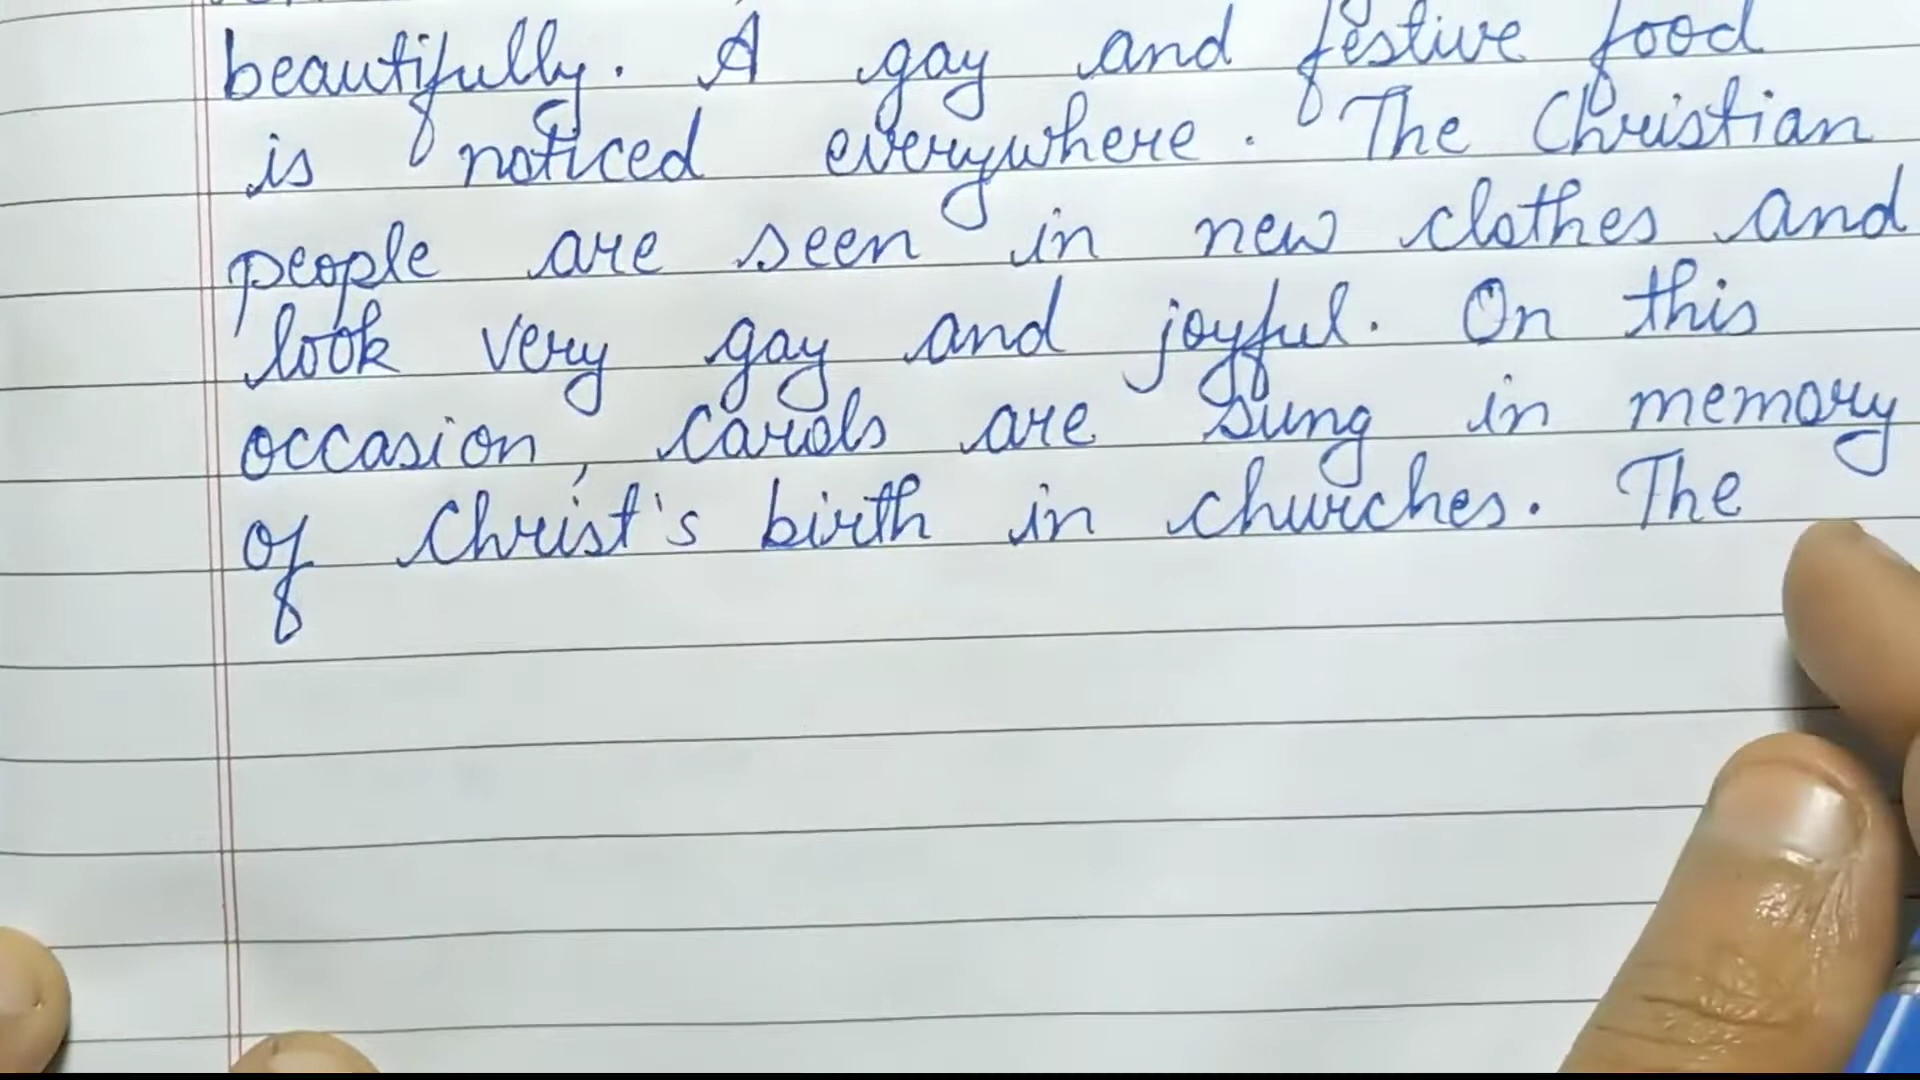 beautifully. A gay and festive food
is noticed everywhere. The Christian
people are seen in new clothes and
look very gay and joyful. On this
occasion, carols are sung in memory
of Christ's birth in churches. The